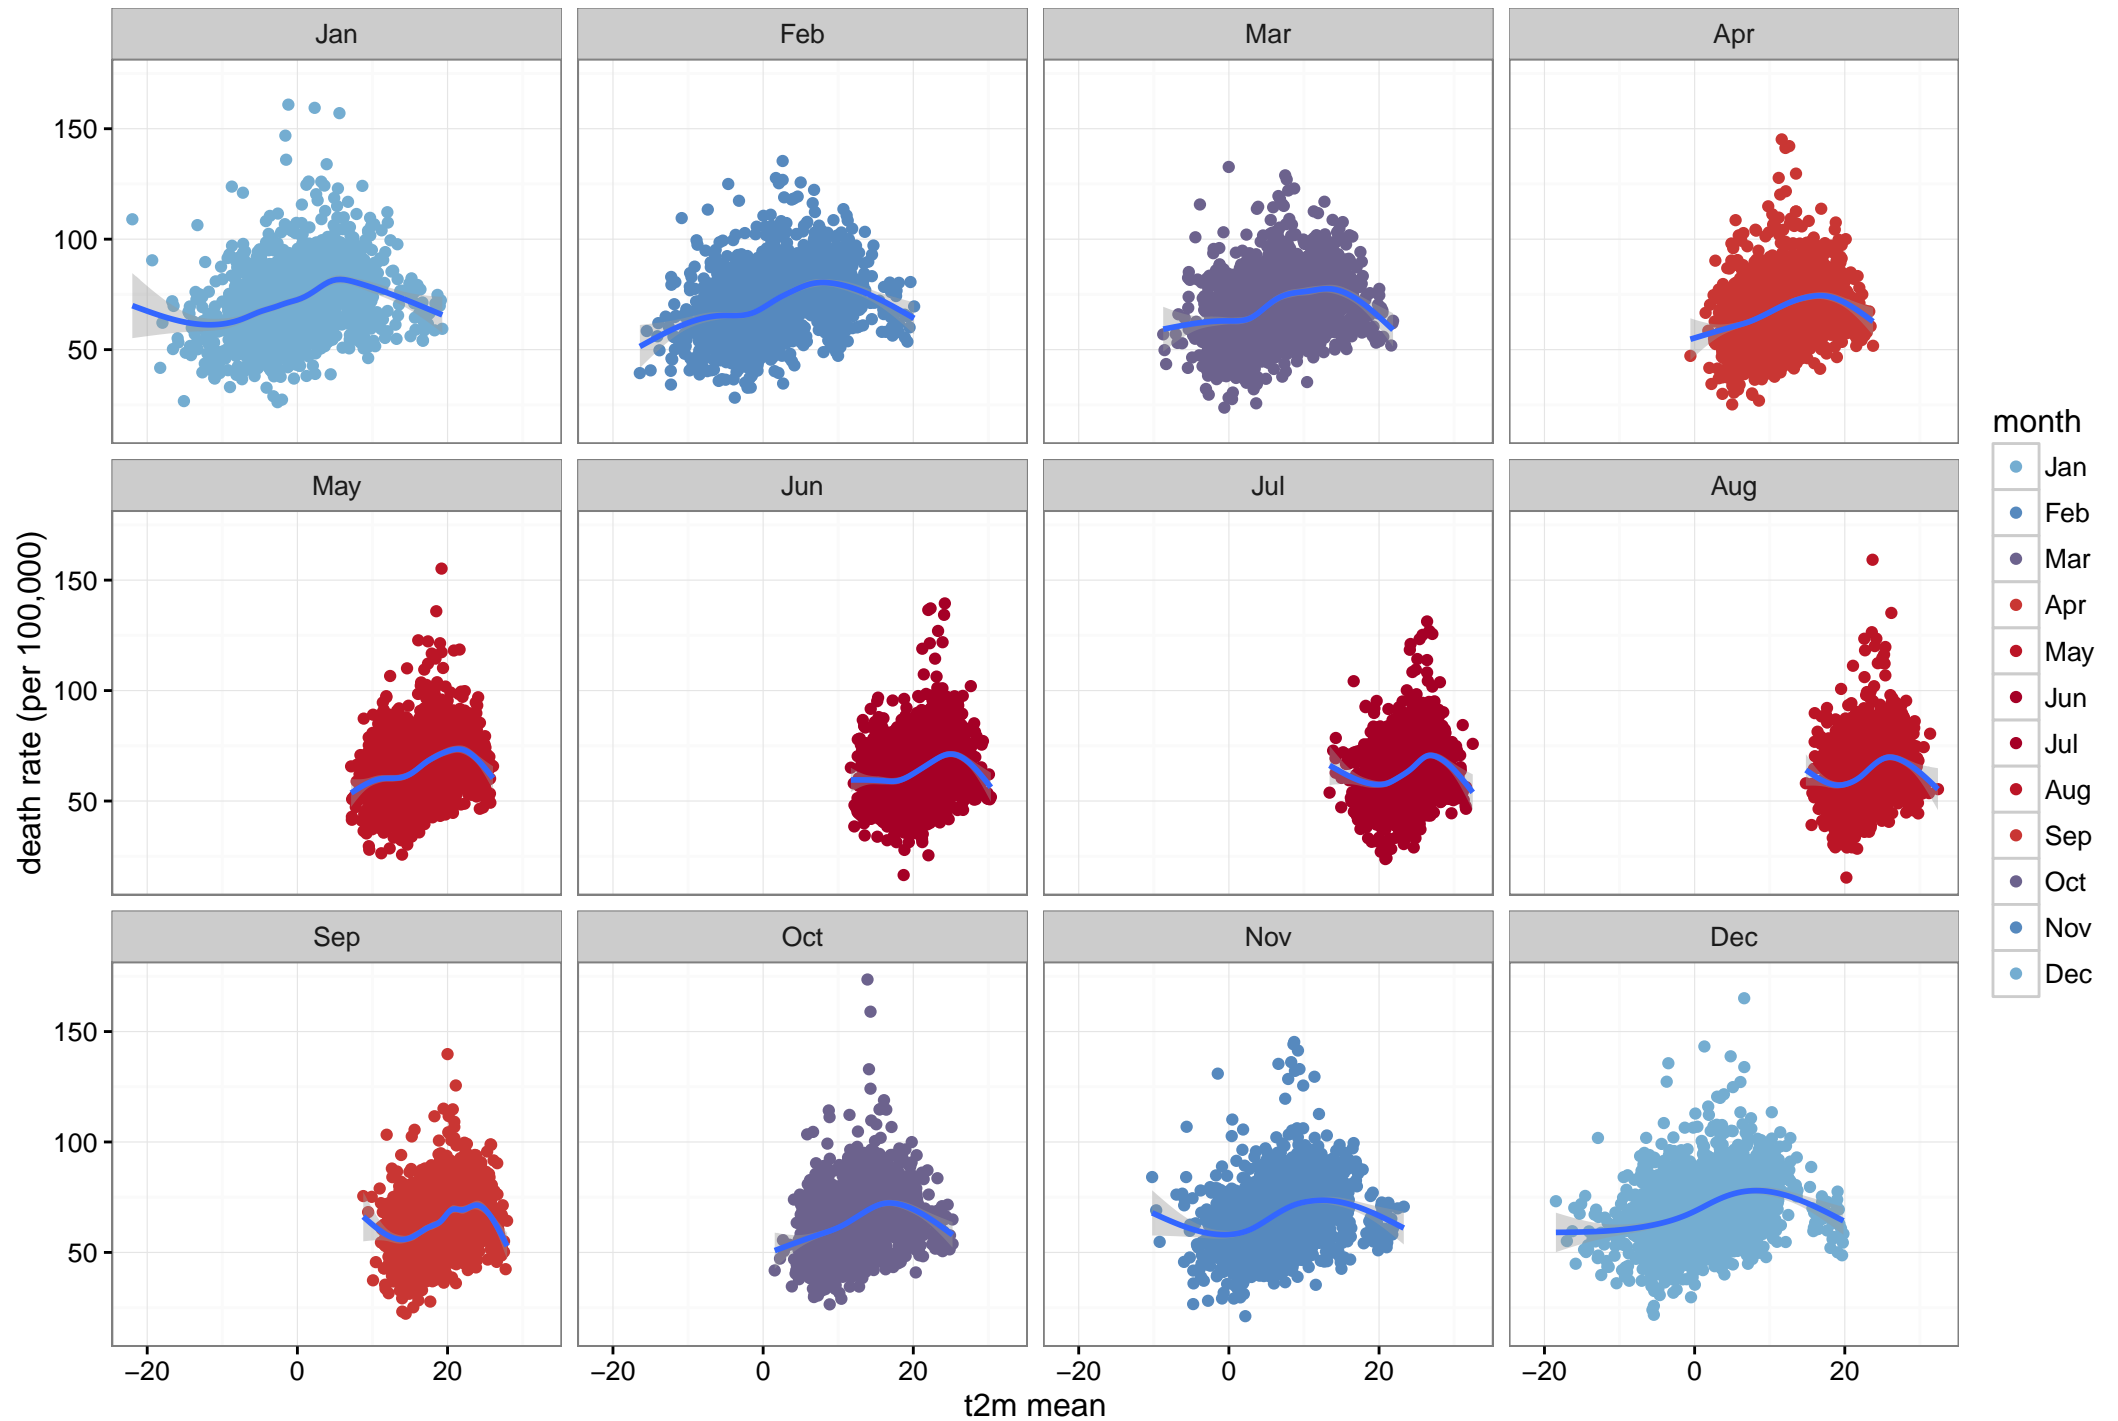 Jan Feb Mar Apr
150
100
50
month
Jan
Feb
Mar
Apr
May
Jun
Jul
Aug
Sep
Oct
Nov
Dec
May Jun Jul Aug
death rate (per 100,000)
150
100
50
Sep Oct Nov Dec
150
100
50
−20 0 20 −20 0 20 −20 0 20 −20 0 20
t2m mean